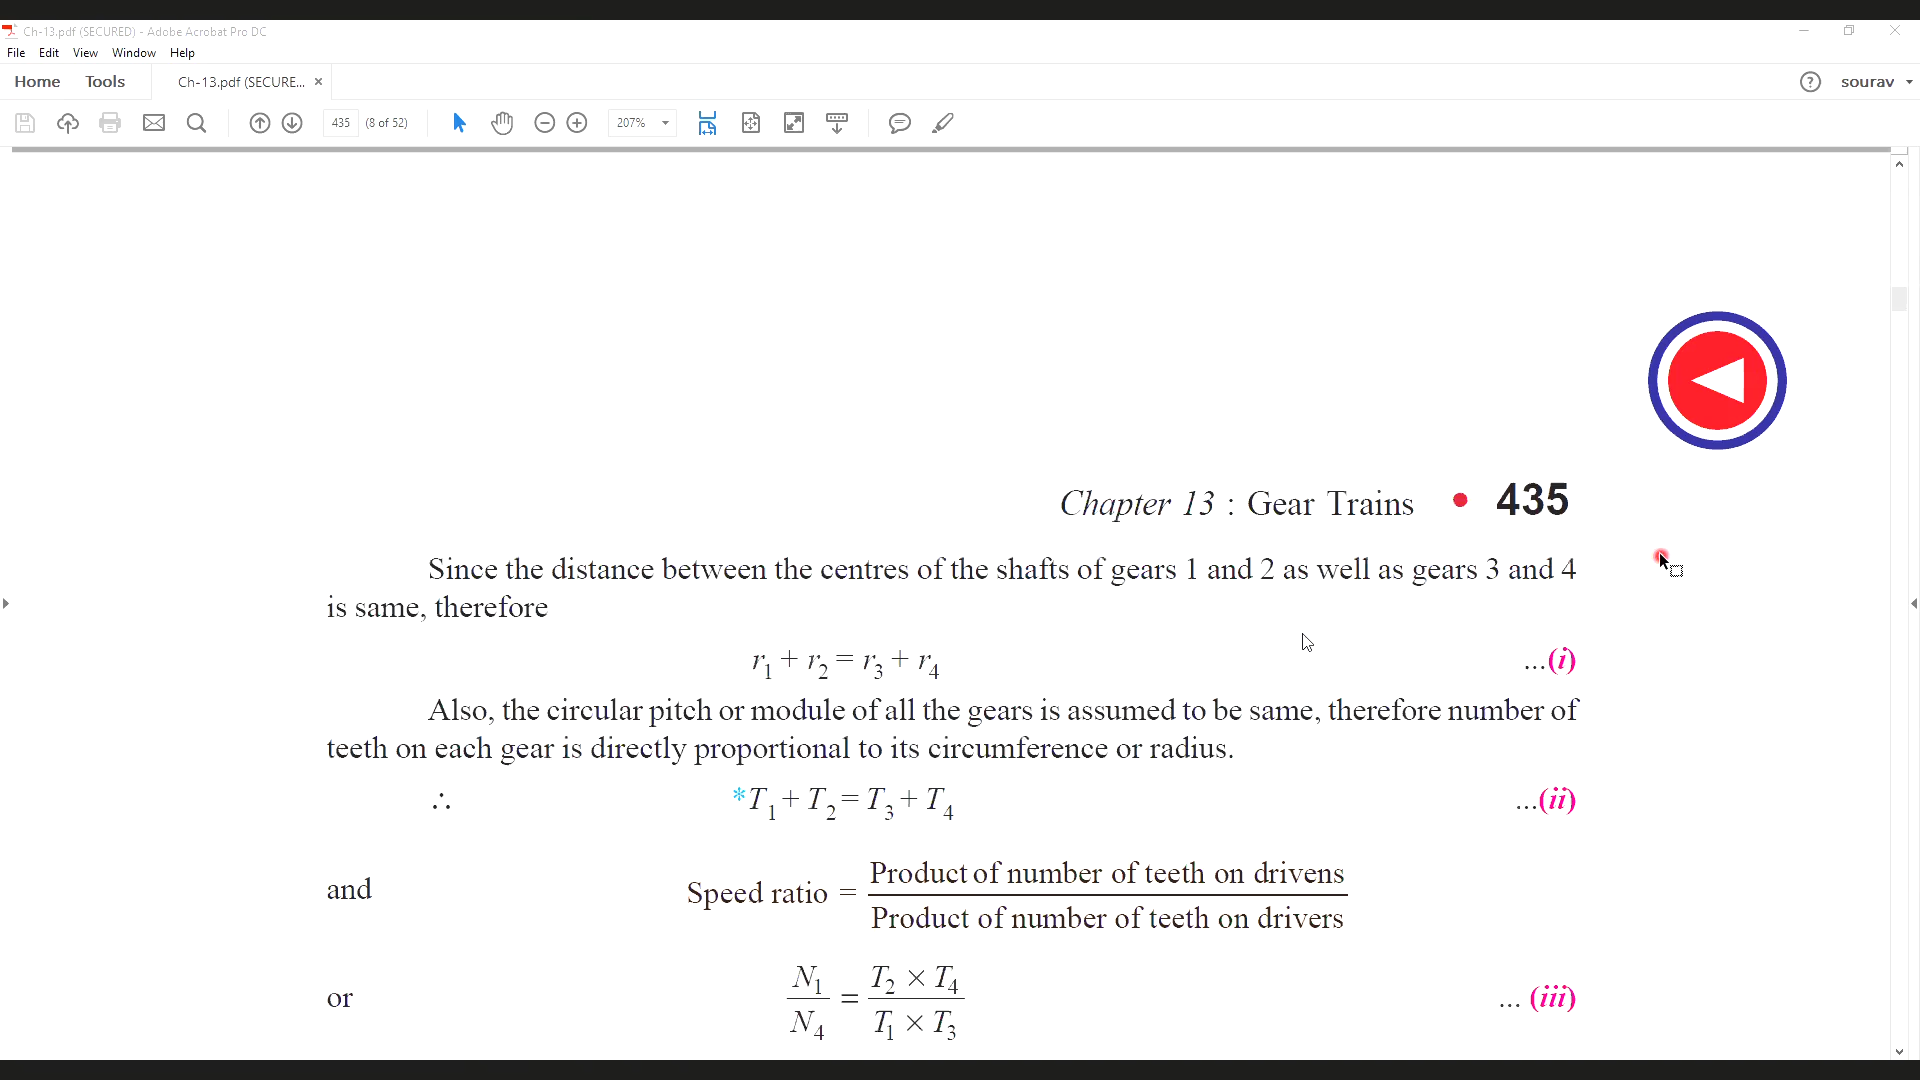 Ch-13.pdf (SECURED) - Adobe Acrobat Pro DC
File Edit View Window Help
Home Tools Ch-13.pdf (SECURE... × sourav
435 (8 of 52) 207%
Chapter 13 : Gear Trains • 435
Since the distance between the centres of the shafts of gears 1 and 2 as well as gears 3 and 4
is same, therefore
r₁ + r₂ = r₃ + r₄ ...(i)
Also, the circular pitch or module of all the gears is assumed to be same, therefore number of
teeth on each gear is directly proportional to its circumference or radius.
∴ *T₁ + T₂ = T₃ + T₄ ...(ii)
and Speed ratio = Product of number of teeth on drivens / Product of number of teeth on drivers
or N₁ / N₄ = T₂ × T₄ / T₁ × T₃ ... (iii)